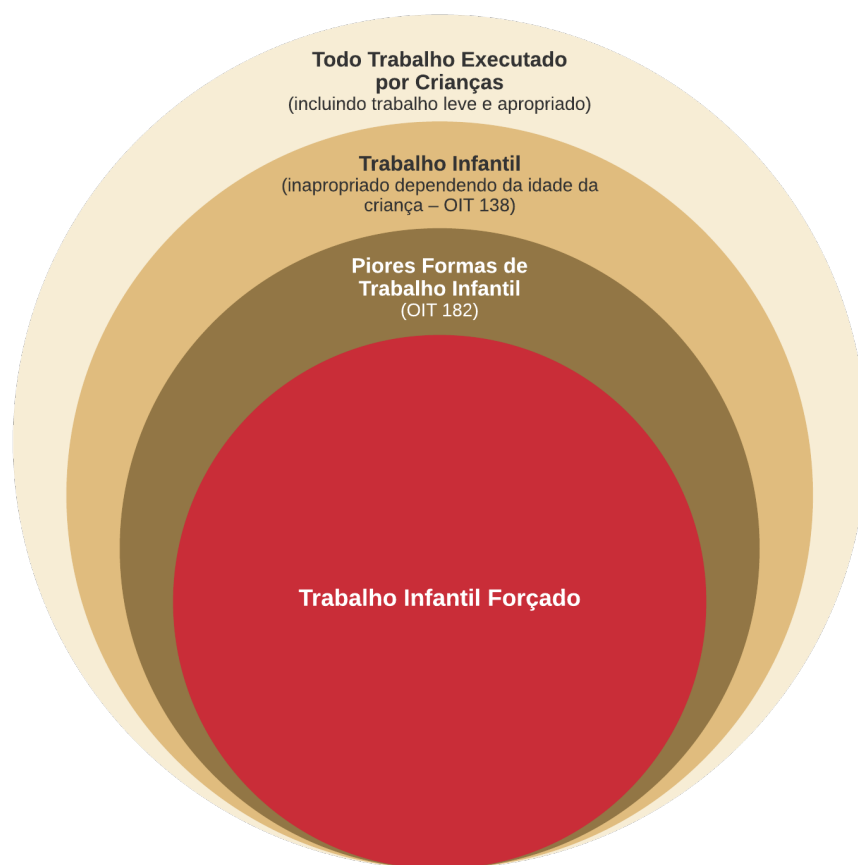 Todo Trabalho Executado
por Crianças
(incluindo trabalho leve e apropriado)
Trabalho Infantil
(inapropriado dependendo da idade da
criança – OIT 138)
Piores Formas de
Trabalho Infantil
(OIT 182)
Trabalho Infantil Forçado